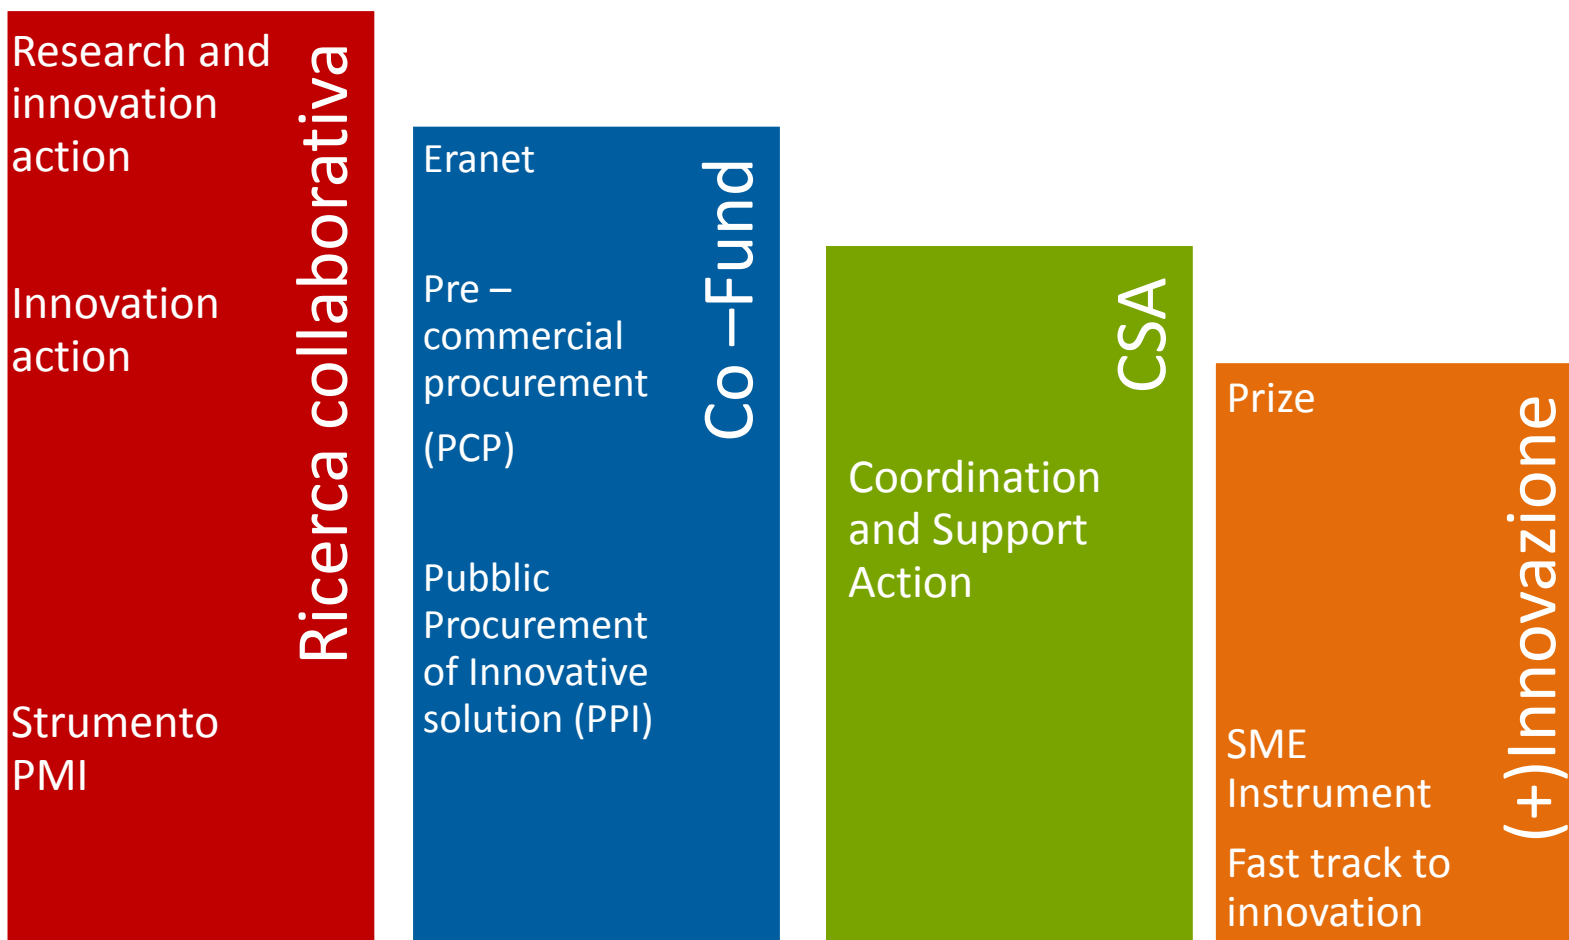 Research and
innovation
action
Innovation
action
Strumento
PMI
Ricerca collaborativa
Eranet
Pre –
commercial
procurement
(PCP)
Pubblic
Procurement
of Innovative
solution (PPI)
Co –Fund
Coordination
and Support
Action
CSA
Prize
SME
Instrument
Fast track to
innovation
(+)Innovazione